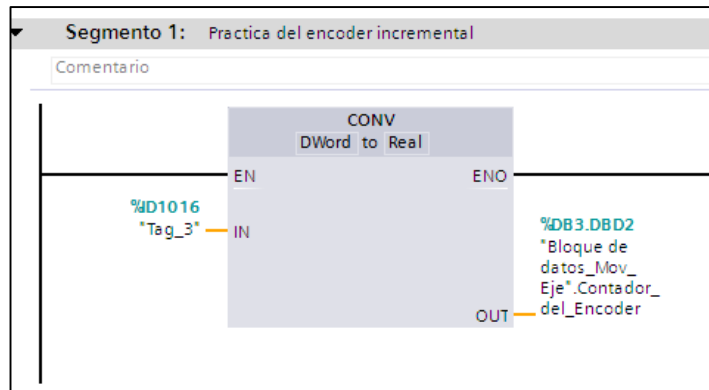 Segmento 1: Practica del encoder incremental
Comentario
CONV
DWord to Real
EN ENO
%ID1016
"Tag_3" IN
%DB3.DBD2
"Bloque de
datos_Mov_
Eje".Contador_
OUT del_Encoder